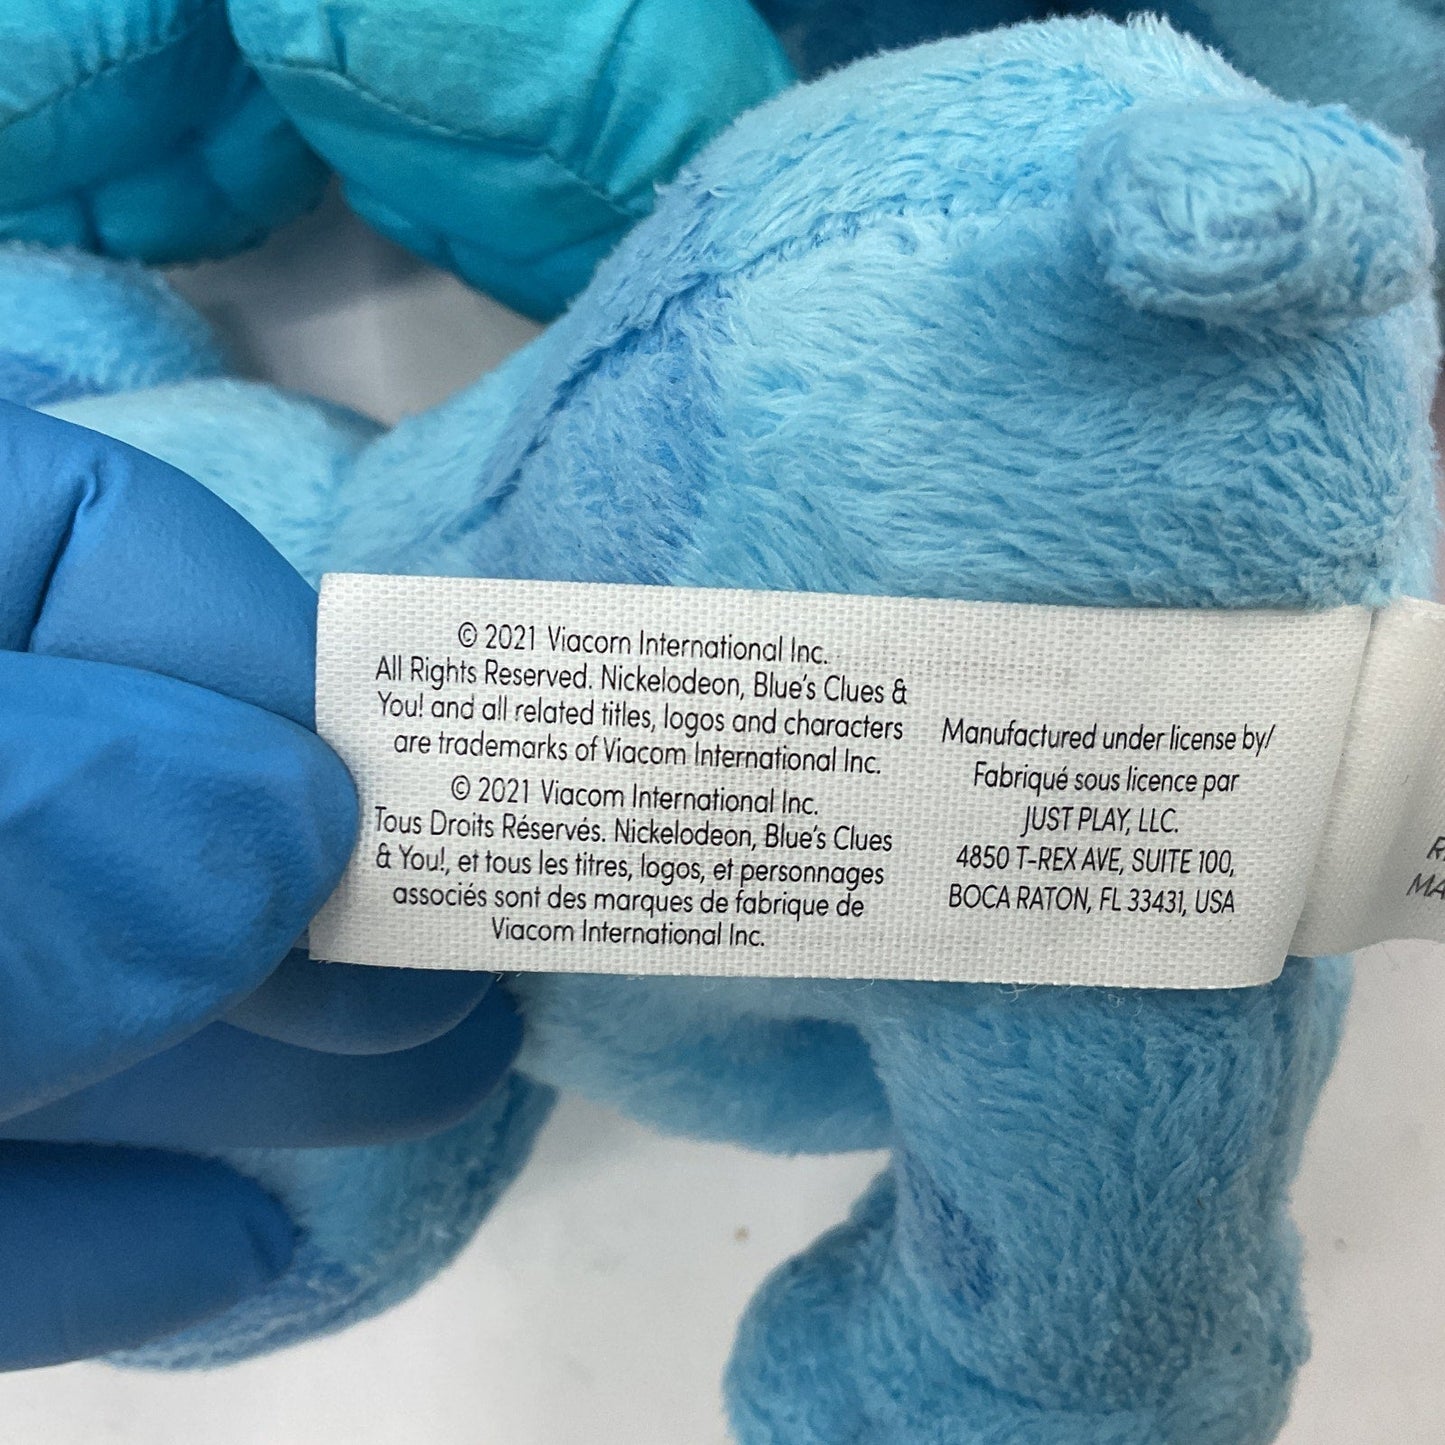 © 2021 Viacom International Inc.
All Rights Reserved. Nickelodeon, Blue's Clues &
You! and all related titles, logos and characters
are trademarks of Viacom International Inc.
© 2021 Viacom International Inc.
Tous Droits Réservés. Nickelodeon, Blue's Clues
& You!, et tous les titres, logos, et personnages
associés sont des marques de fabrique de
Viacom International Inc.
Manufactured under license by/
Fabriqué sous licence par
JUST PLAY, LLC.
4850 T-REX AVE, SUITE 100,
BOCA RATON, FL 33431, USA